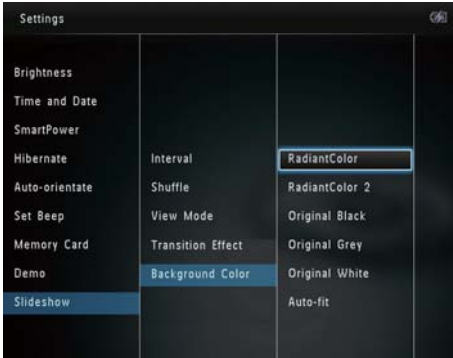 Settings
Brightness
Time and Date
SmartPower
Hibernate
Auto-orientate
Set Beep
Memory Card
Demo
Slideshow
Interval
Shuffle
View Mode
Transition Effect
Background Color
RadiantColor
RadiantColor 2
Original Black
Original Grey
Original White
Auto-fit